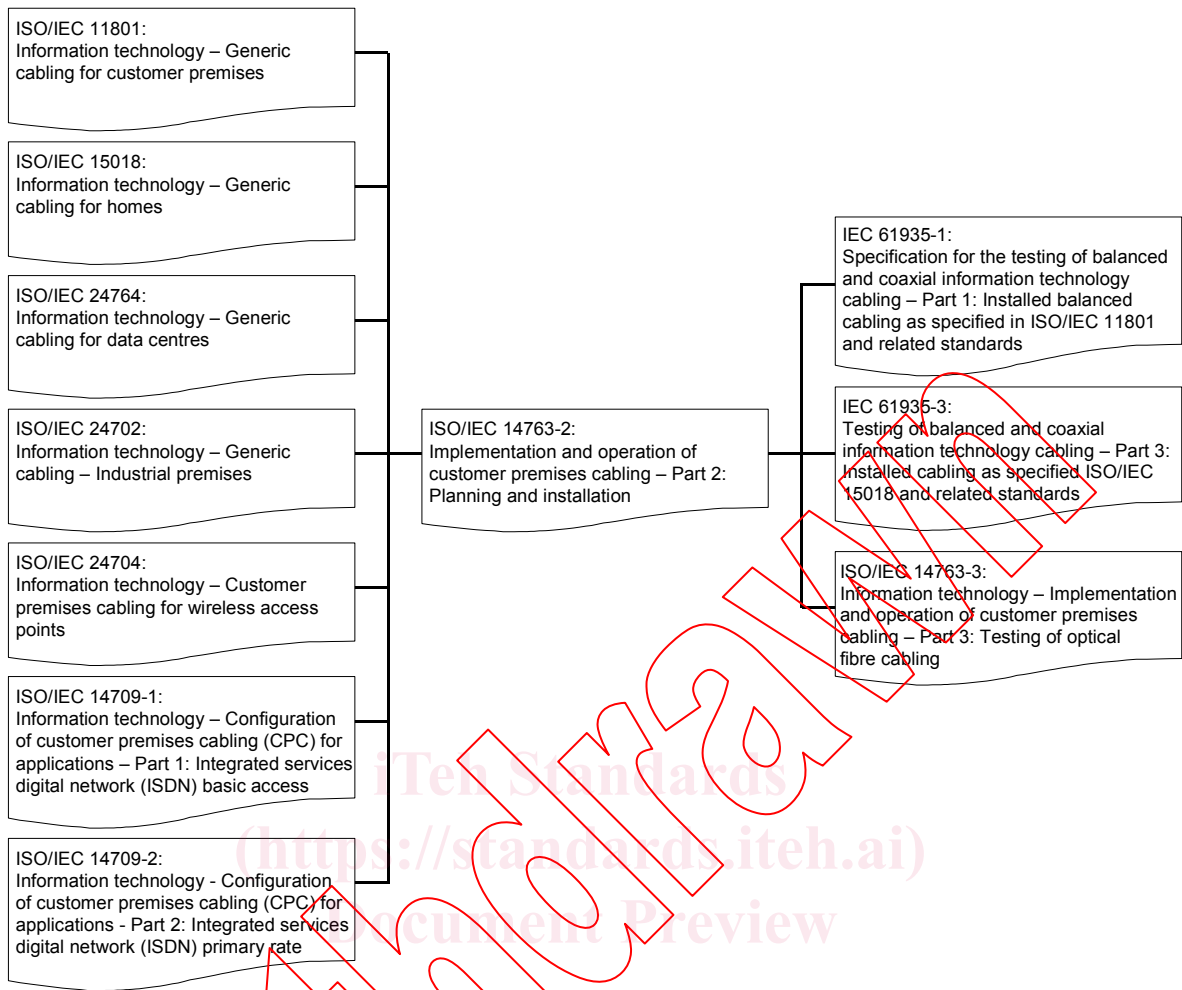 ISO/IEC 11801:
Information technology – Generic
cabling for customer premises
ISO/IEC 15018:
Information technology – Generic
cabling for homes
ISO/IEC 24764:
Information technology – Generic
cabling for data centres
ISO/IEC 24702:
Information technology – Generic
cabling – Industrial premises
ISO/IEC 24704:
Information technology – Customer
premises cabling for wireless access
points
ISO/IEC 14709-1:
Information technology – Configuration
of customer premises cabling (CPC) for
applications – Part 1: Integrated services
digital network (ISDN) basic access
ISO/IEC 14709-2:
Information technology - Configuration
of customer premises cabling (CPC) for
applications - Part 2: Integrated services
digital network (ISDN) primary rate
ISO/IEC 14763-2:
Implementation and operation of
customer premises cabling – Part 2:
Planning and installation
IEC 61935-1:
Specification for the testing of balanced
and coaxial information technology
cabling – Part 1: Installed balanced
cabling as specified in ISO/IEC 11801
and related standards
IEC 61935-3:
Testing of balanced and coaxial
information technology cabling – Part 3:
Installed cabling as specified ISO/IEC
15018 and related standards
ISO/IEC 14763-3:
Information technology – Implementation
and operation of customer premises
cabling – Part 3: Testing of optical
fibre cabling
iTeh Standards
(https://standards.iteh.ai)
Document Preview